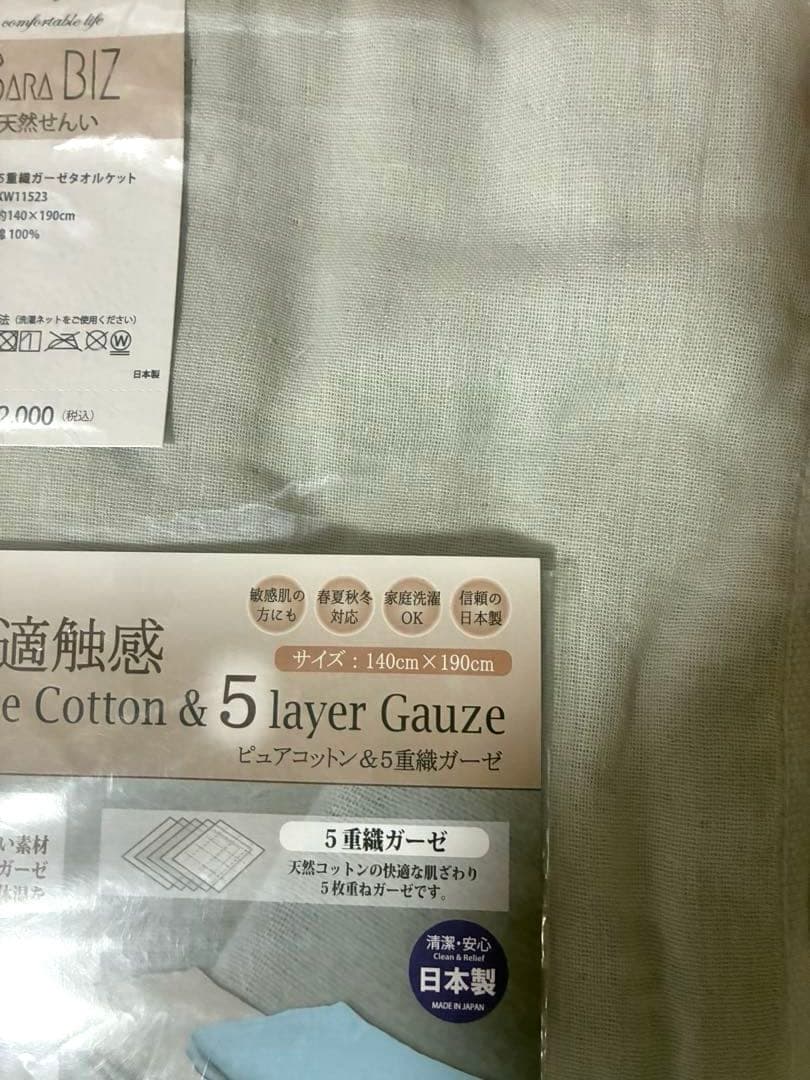 comfortable life
SARA BIZ
天然せんい
5重織ガーゼタオルケット
KW11523
約140×190cm
綿 100%
法（洗濯ネットをご使用ください）
W
日本製
2,000（税込）
敏感肌の
方にも
春夏秋冬
対応
家庭洗濯
OK
信頼の
日本製
適触感
サイズ：140cm×190cm
e Cotton & 5 layer Gauze
ピュアコットン＆5重織ガーゼ
い素材
ガーゼ
体温を
5重織ガーゼ
天然コットンの快適な肌ざわり
5枚重ねガーゼです。
清潔・安心
Clean & Relief
日本製
MADE IN JAPAN